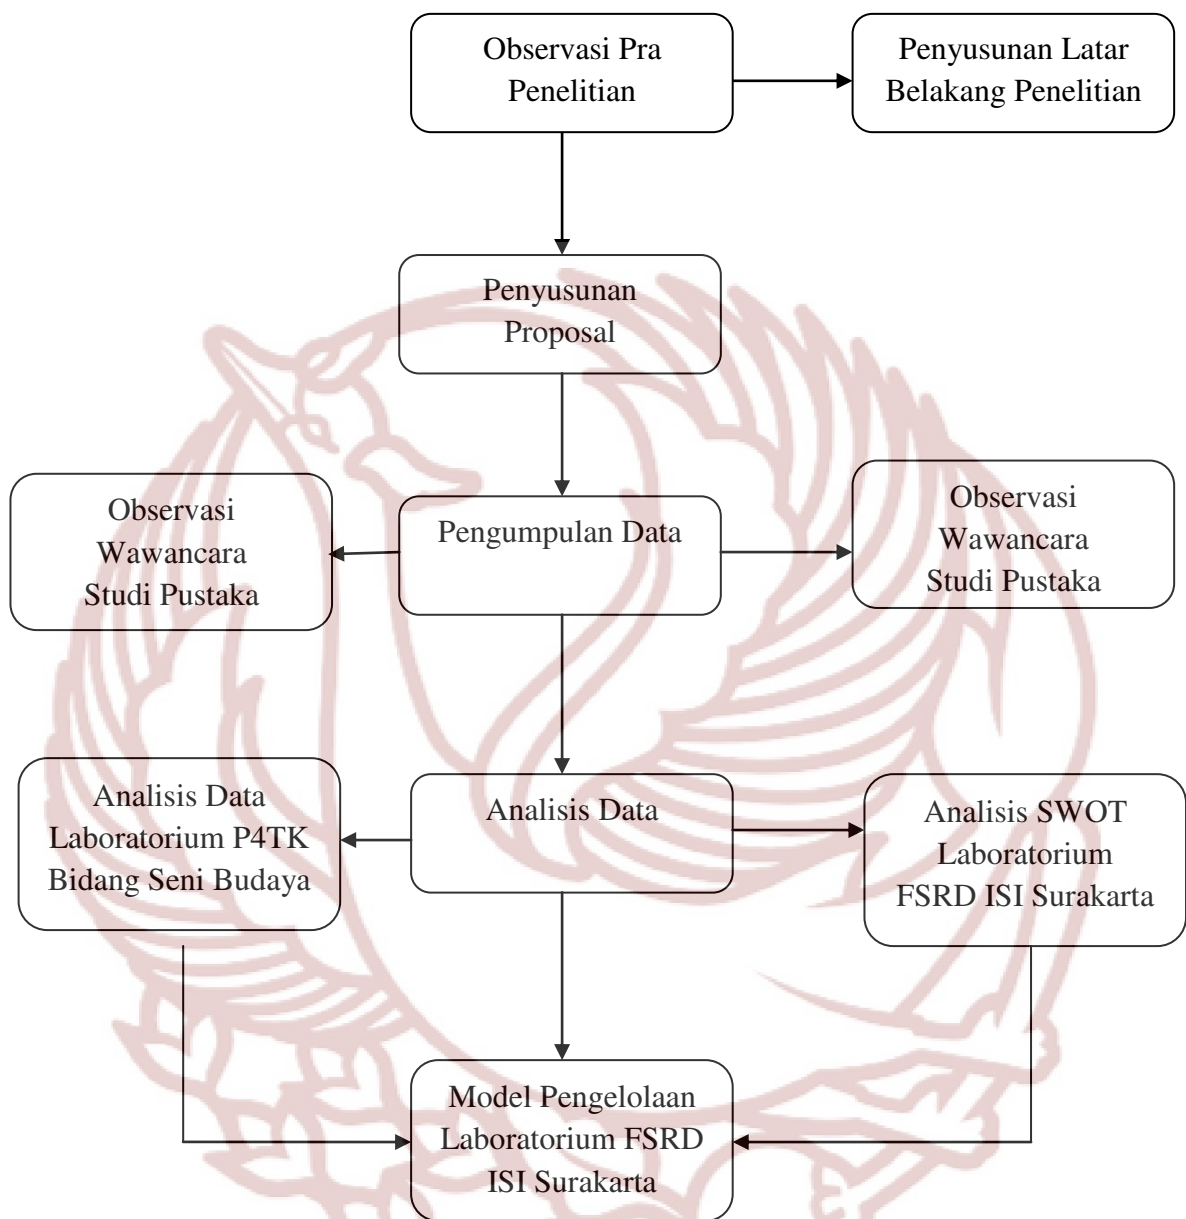 Observasi Pra
Penelitian
Penyusunan Latar
Belakang Penelitian
Penyusunan
Proposal
Observasi
Wawancara
Studi Pustaka
Pengumpulan Data
Observasi
Wawancara
Studi Pustaka
Analisis Data
Laboratorium P4TK
Bidang Seni Budaya
Analisis Data
Analisis SWOT
Laboratorium
FSRD ISI Surakarta
Model Pengelolaan
Laboratorium FSRD
ISI Surakarta